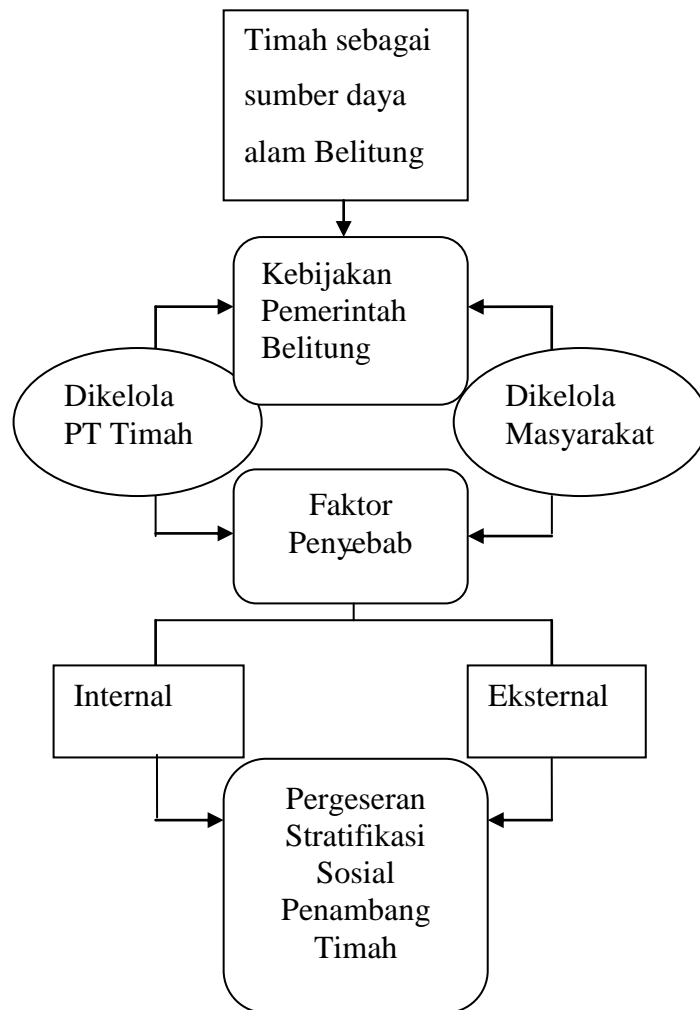 Timah sebagai
sumber daya
alam Belitung
Kebijakan
Pemerintah
Belitung
Dikelola
PT Timah
Dikelola
Masyarakat
Faktor
Penyebab
Internal
Eksternal
Pergeseran
Stratifikasi
Sosial
Penambang
Timah